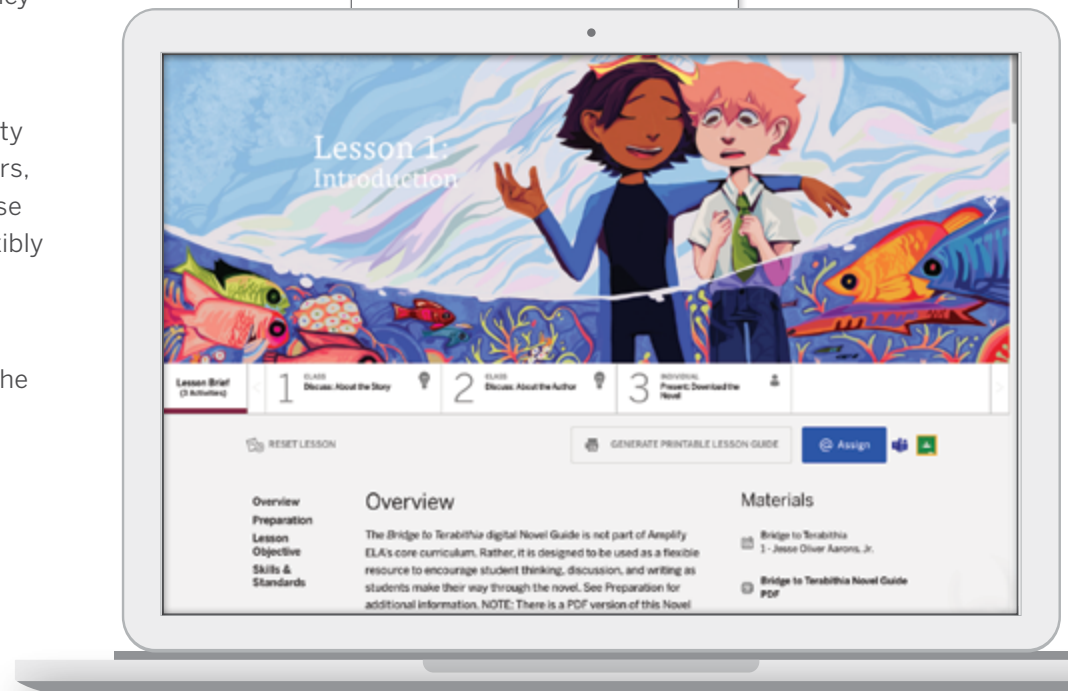 ty
rs,
se
ibly
he
Lesson 1:
Introduction
Lesson Brief
(3 Activities)
1
CLASS
Discuss: About the Story
2
CLASS
Discuss: About the Author
3
INDIVIDUAL
Present: Download the
Novel
RESET LESSON
GENERATE PRINTABLE LESSON GUIDE
Assign
Overview
Preparation
Lesson
Objective
Skills &
Standards
Overview
The Bridge to Terabithia digital Novel Guide is not part of Amplify
ELA's core curriculum. Rather, it is designed to be used as a flexible
resource to encourage student thinking, discussion, and writing as
students make their way through the novel. See Preparation for
additional information. NOTE: There is a PDF version of this Novel
Materials
Bridge to Terabithia
1 - Jesse Oliver Aarons, Jr.
Bridge to Terabithia Novel Guide
PDF